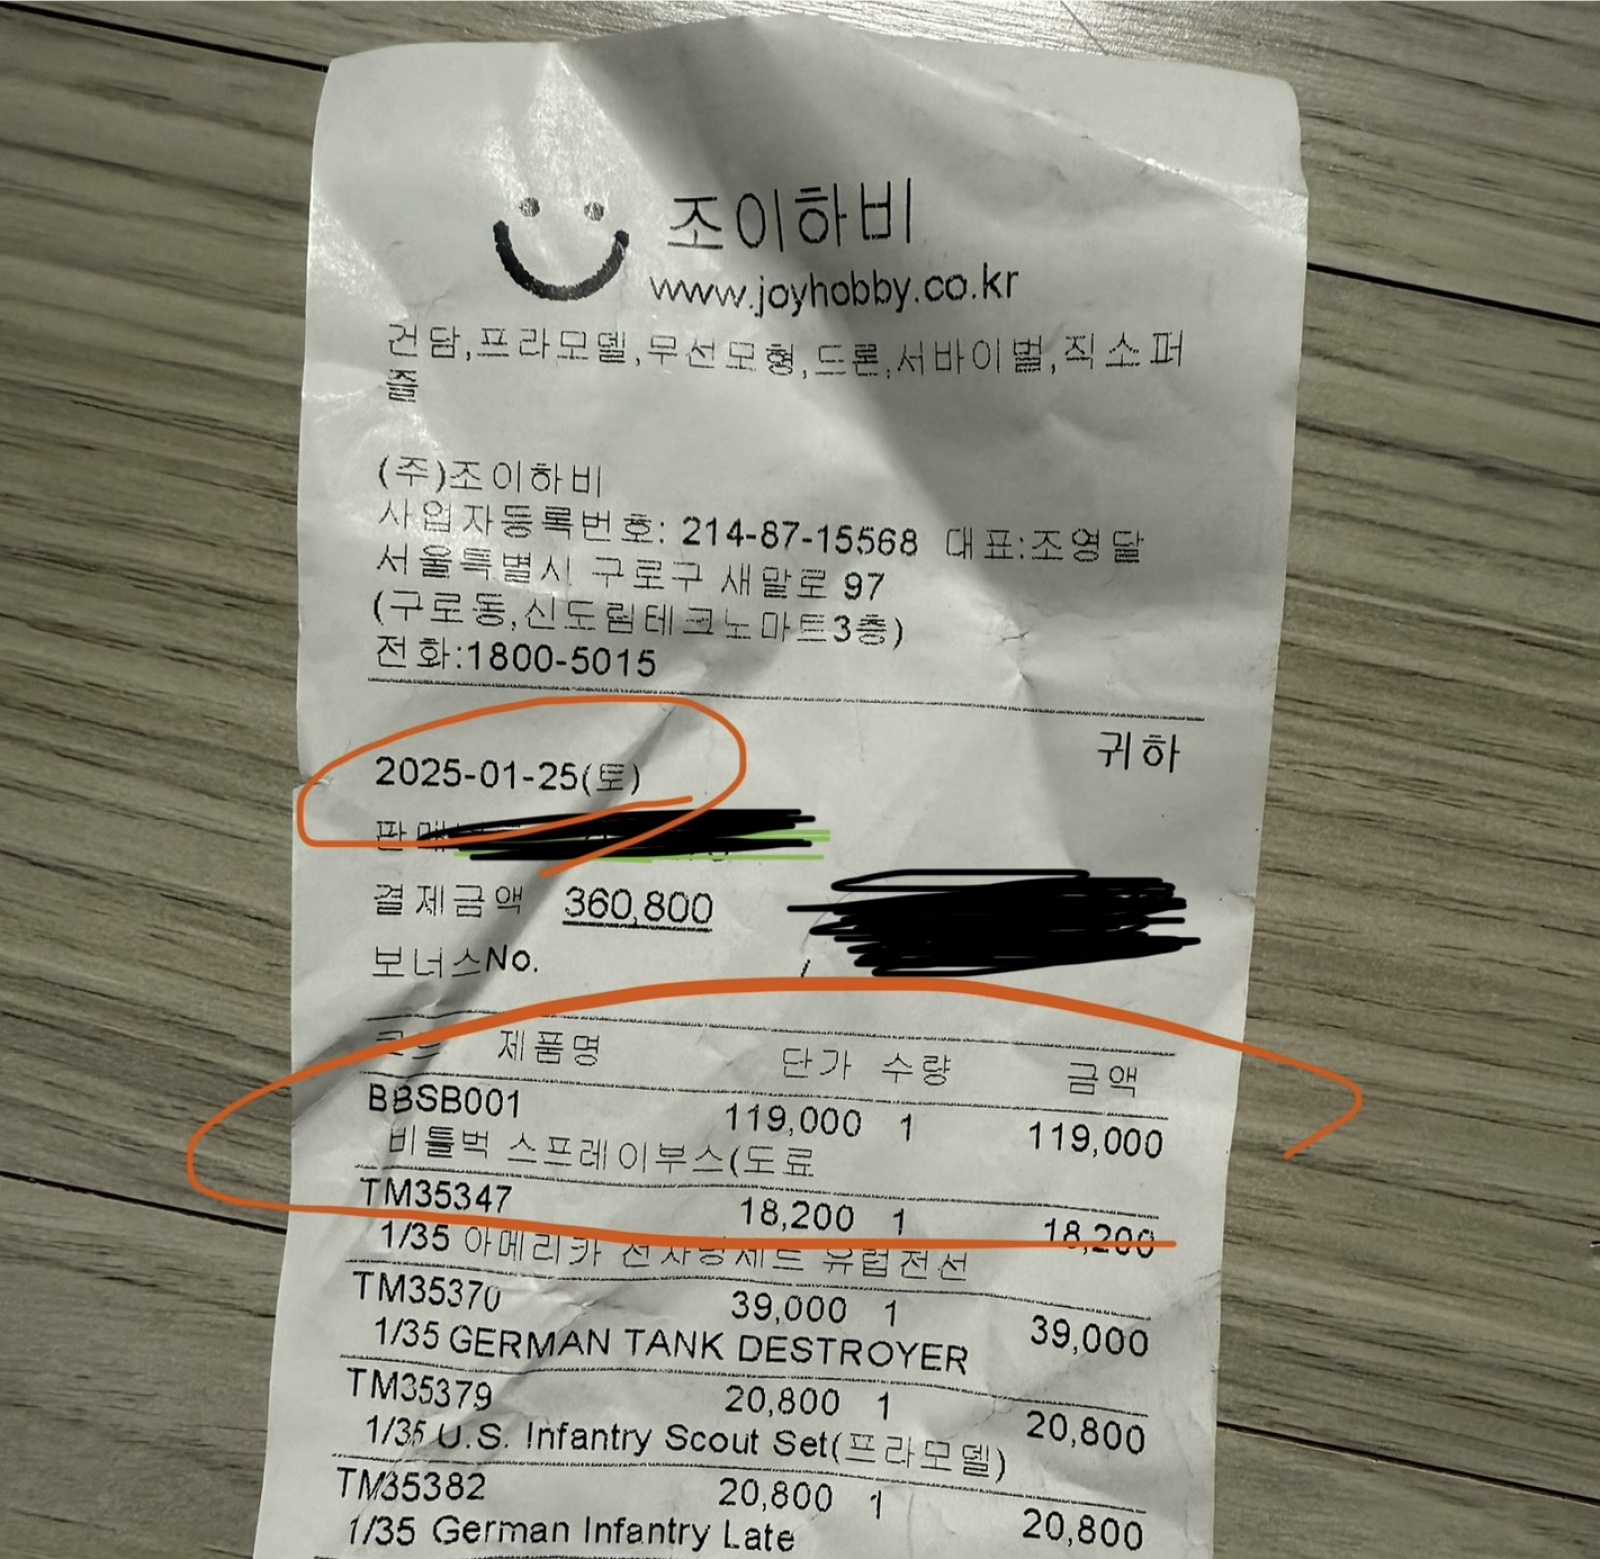 조이하비
www.joyhobby.co.kr
건담,프라모델,무선모형,드론,서바이벌,직소퍼
즐
(주)조이하비
사업자등록번호: 214-87-15568 대표:조영달
서울특별시 구로구 새말로 97
(구로동,신도림테크노마트3층)
전화:1800-5015
귀하
2025-01-25(토)
결제금액 360,800
보너스No.
코드 제품명 단가 수량 금액
BBSB001 119,000 1 119,000
비틀벅 스프레이부스(도료
TM35347 18,200 1 18,200
1/35 아메리카 전차병세트 유럽전선
TM35370 39,000 1 39,000
1/35 GERMAN TANK DESTROYER
TM35379 20,800 1 20,800
1/35 U.S. Infantry Scout Set(프라모델)
TM35382 20,800 1 20,800
1/35 German Infantry Late